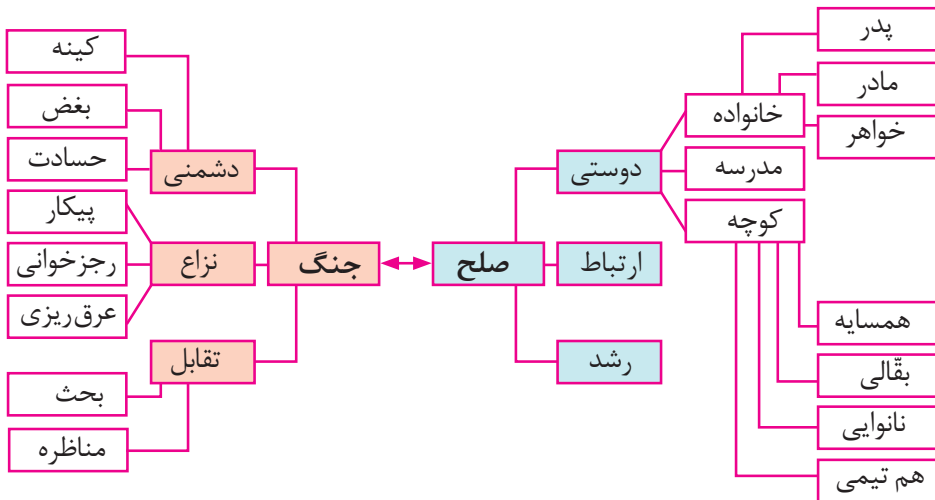 پدر
مادر
خانواده
خواهر
دوستی
مدرسه
کوچه
صلح
ارتباط
رشد
همسایه
بقّالی
نانوایی
هم تیمی
جنگ
دشمنی
کینه
بغض
حسادت
نزاع
پیکار
رجزخوانی
عرق‌ریزی
تقابل
بحث
مناظره